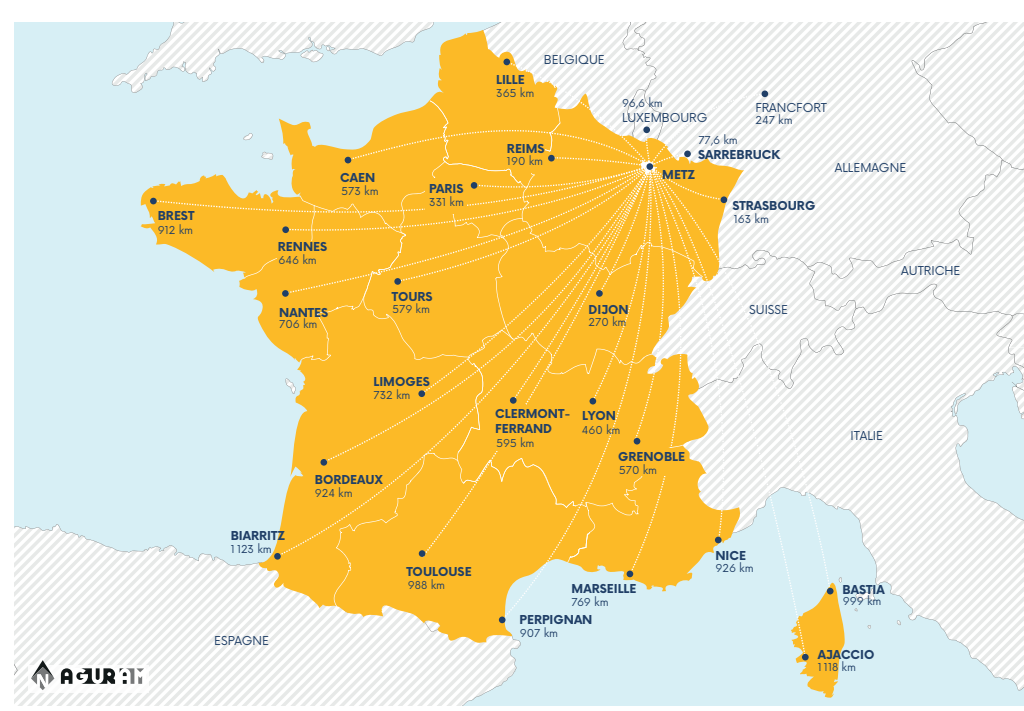 BELGIQUE
LILLE
365 km
96,6 km
LUXEMBOURG
FRANCFORT
247 km
77,6 km
SARREBRUCK
ALLEMAGNE
REIMS
190 km
METZ
CAEN
573 km
PARIS
331 km
STRASBOURG
163 km
BREST
912 km
RENNES
646 km
AUTRICHE
TOURS
579 km
NANTES
706 km
DIJON
270 km
SUISSE
LIMOGES
732 km
CLERMONT-
FERRAND
595 km
LYON
460 km
ITALIE
GRENOBLE
570 km
BORDEAUX
924 km
BIARRITZ
1123 km
TOULOUSE
988 km
NICE
926 km
MARSEILLE
769 km
BASTIA
999 km
PERPIGNAN
907 km
ESPAGNE
AJACCIO
1118 km
N AGURAM